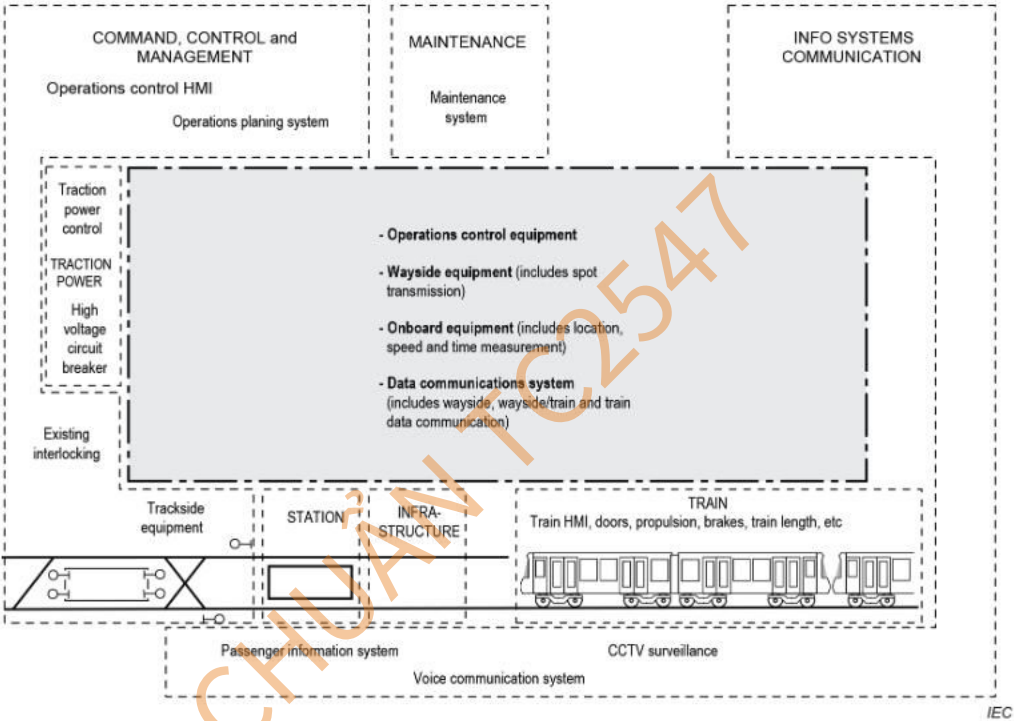 COMMAND, CONTROL and
MANAGEMENT
Operations control HMI
Operations planing system
MAINTENANCE
Maintenance
system
INFO SYSTEMS
COMMUNICATION
Traction
power
control
TRACTION
POWER
High
voltage
circuit
breaker
- Operations control equipment
- Wayside equipment (includes spot
transmission)
- Onboard equipment (includes location,
speed and time measurement)
- Data communications system
(includes wayside, wayside/train and train
data communication)
Existing
interlocking
Trackside
equipment
STATION
INFRA-
STRUCTURE
TRAIN
Train HMI, doors, propulsion, brakes, train length, etc
Passenger information system
CCTV surveillance
Voice communication system
IEC
CHUẨN TC2547